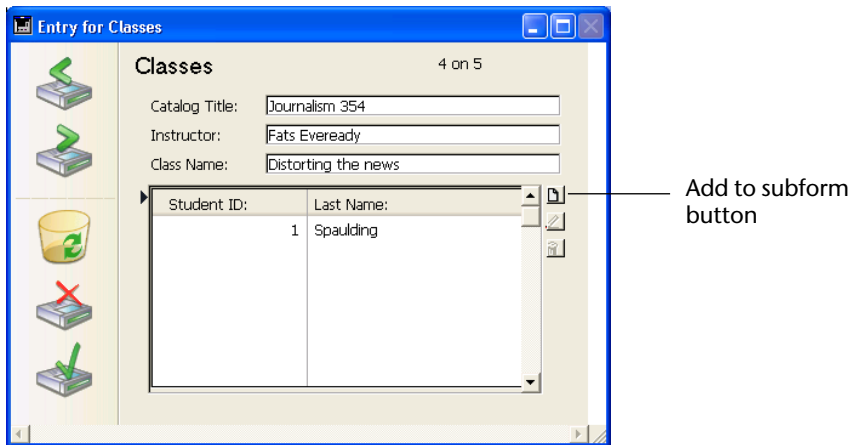 Entry for Classes
Classes 4 on 5
Catalog Title: Journalism 354
Instructor: Fats Eveready
Class Name: Distorting the news
Student ID: Last Name:
1 Spaulding
Add to subform
button